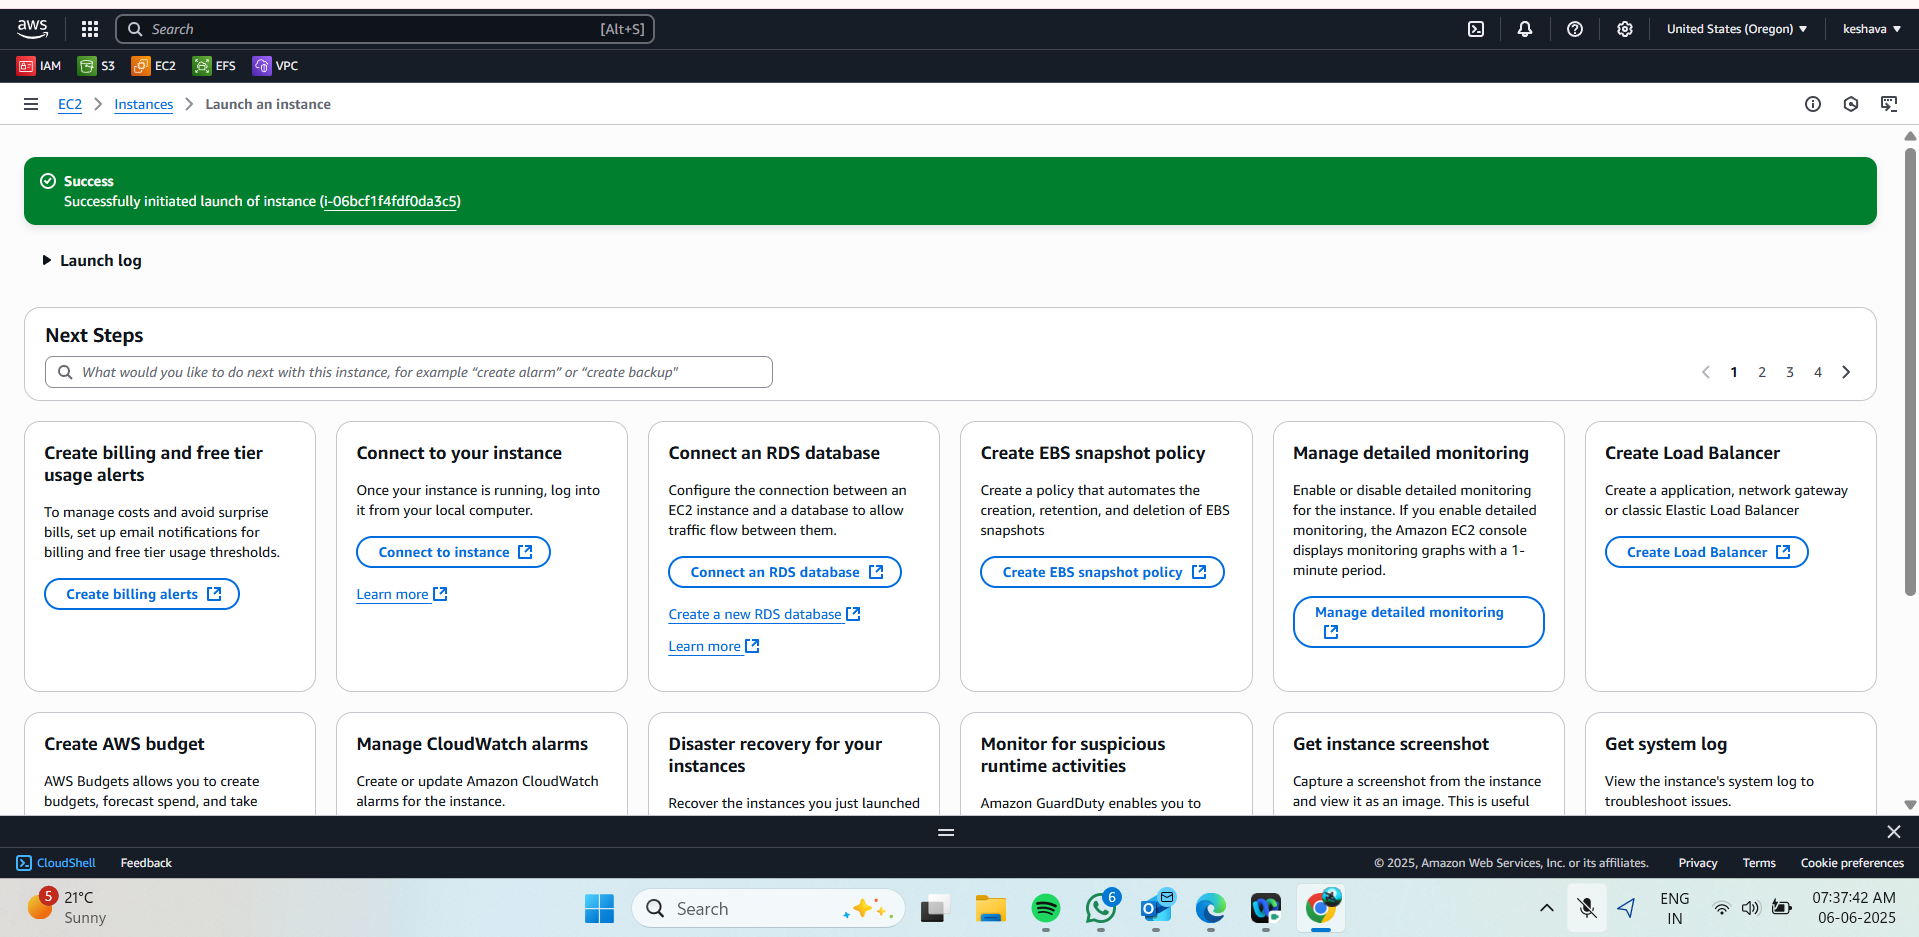 aws
Search [Alt+S]
United States (Oregon)
keshava
IAM S3 EC2 EFS VPC
EC2 Instances Launch an instance
Success
Successfully initiated launch of instance (i-06bcf1f4fdf0da3c5)
Launch log
Next Steps
What would you like to do next with this instance, for example “create alarm” or “create backup"
1 2 3 4
Create billing and free tier
usage alerts
To manage costs and avoid surprise
bills, set up email notifications for
billing and free tier usage thresholds.
Create billing alerts
Connect to your instance
Once your instance is running, log into
it from your local computer.
Connect to instance
Learn more
Connect an RDS database
Configure the connection between an
EC2 instance and a database to allow
traffic flow between them.
Connect an RDS database
Create a new RDS database
Learn more
Create EBS snapshot policy
Create a policy that automates the
creation, retention, and deletion of EBS
snapshots
Create EBS snapshot policy
Manage detailed monitoring
Enable or disable detailed monitoring
for the instance. If you enable detailed
monitoring, the Amazon EC2 console
displays monitoring graphs with a 1-
minute period.
Manage detailed monitoring
Create Load Balancer
Create a application, network gateway
or classic Elastic Load Balancer
Create Load Balancer
Create AWS budget
AWS Budgets allows you to create
budgets, forecast spend, and take
Manage CloudWatch alarms
Create or update Amazon CloudWatch
alarms for the instance.
Disaster recovery for your
instances
Recover the instances you just launched
Monitor for suspicious
runtime activities
Amazon GuardDuty enables you to
Get instance screenshot
Capture a screenshot from the instance
and view it as an image. This is useful
Get system log
View the instance's system log to
troubleshoot issues.
CloudShell Feedback
© 2025, Amazon Web Services, Inc. or its affiliates. Privacy Terms Cookie preferences
5
21°C
Sunny
Search
6
ENG
IN
07:37:42 AM
06-06-2025